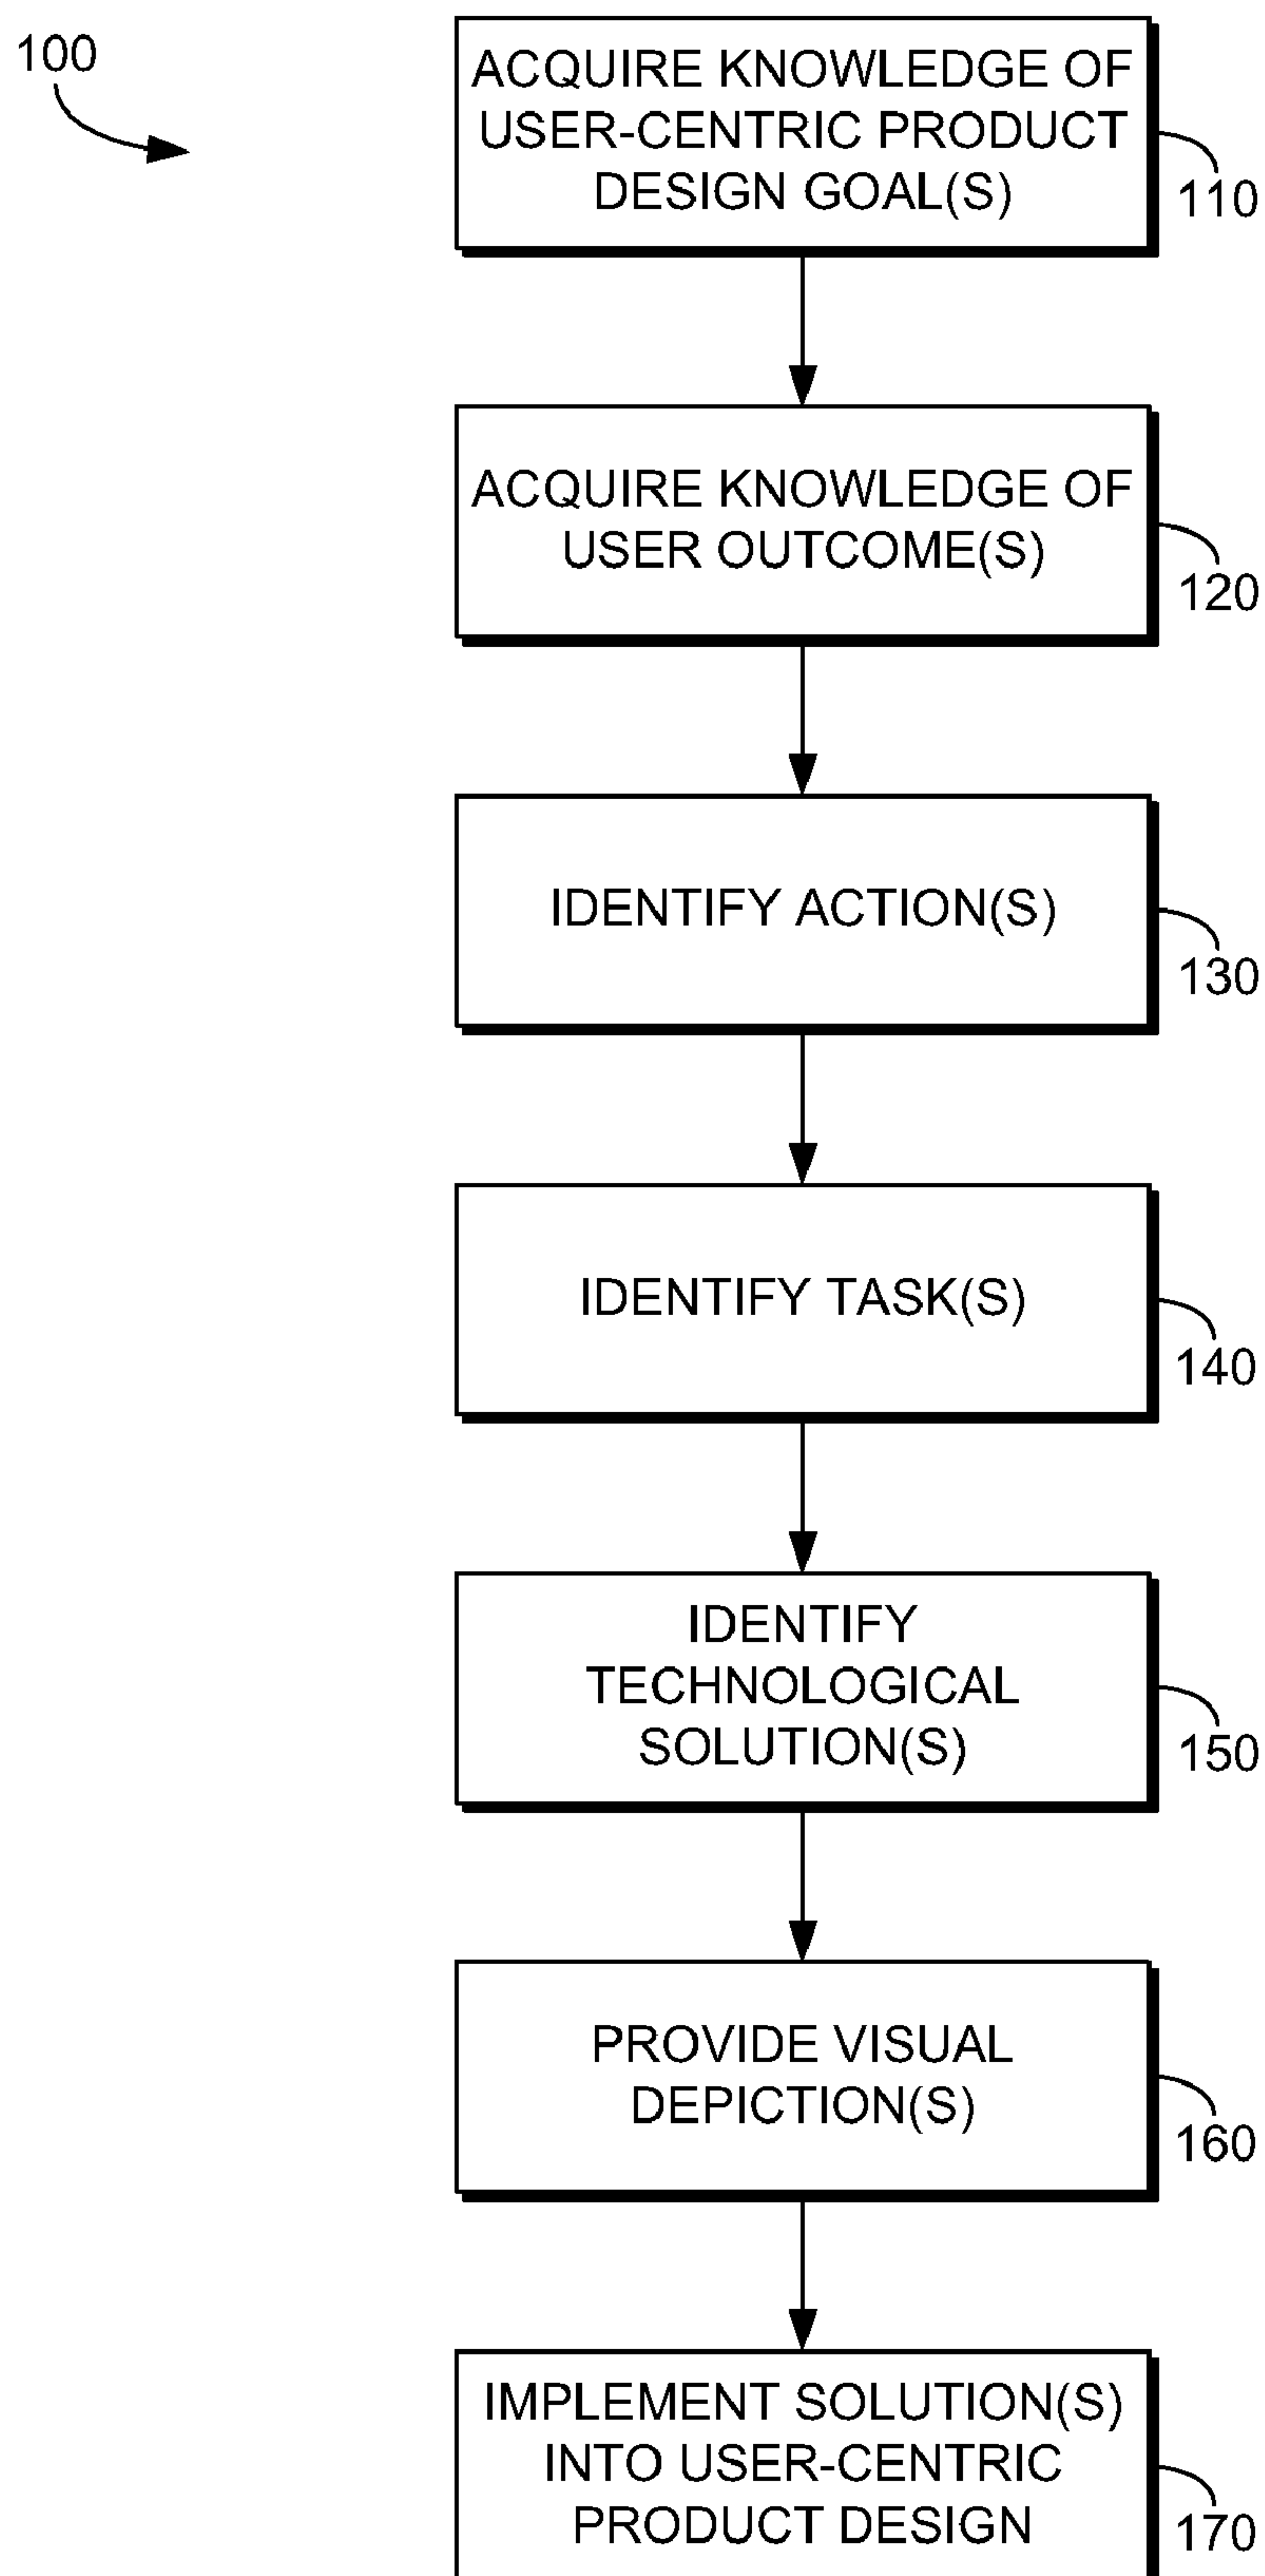 100
ACQUIRE KNOWLEDGE OF
USER-CENTRIC PRODUCT
DESIGN GOAL(S)
110
ACQUIRE KNOWLEDGE OF
USER OUTCOME(S)
120
IDENTIFY ACTION(S)
130
IDENTIFY TASK(S)
140
IDENTIFY
TECHNOLOGICAL
SOLUTION(S)
150
PROVIDE VISUAL
DEPICTION(S)
160
IMPLEMENT SOLUTION(S)
INTO USER-CENTRIC
PRODUCT DESIGN
170